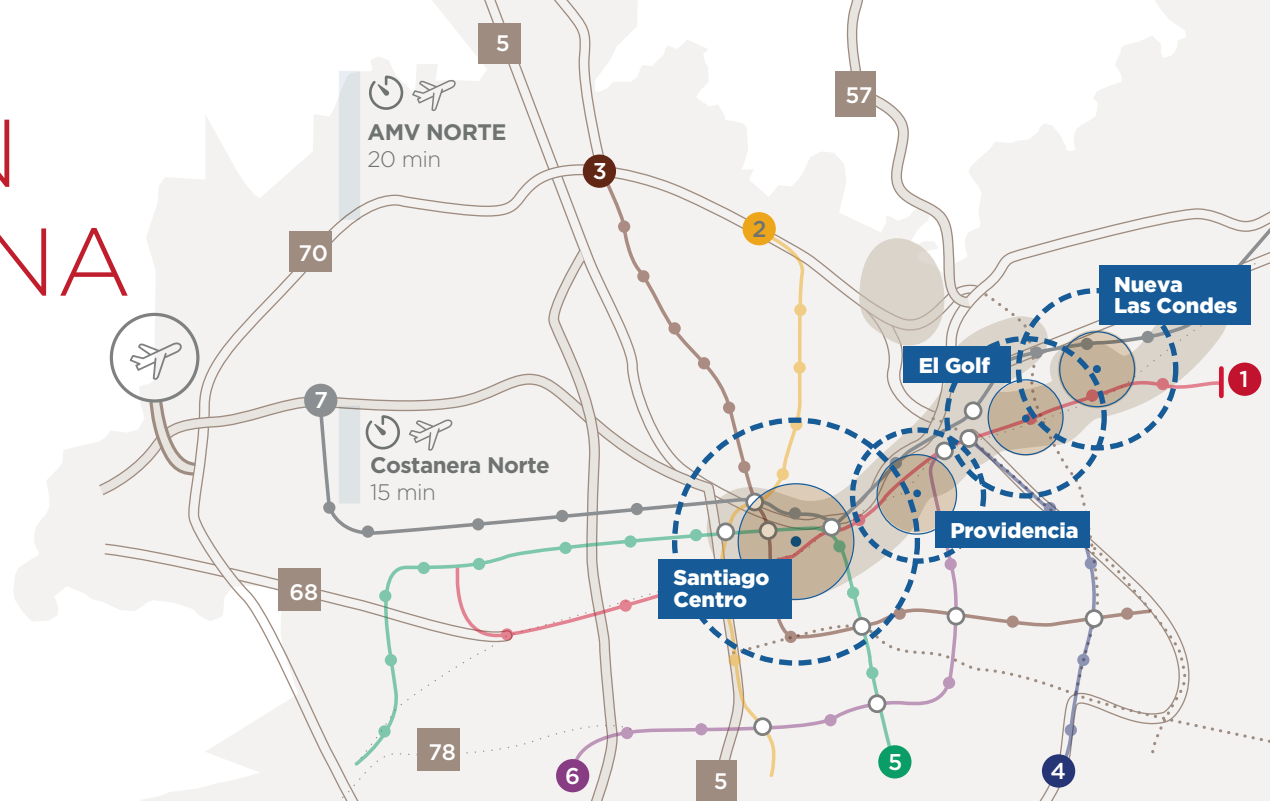 5
57
AMV NORTE
20 min
3
N
2
NA
70
Nueva
Las Condes
El Golf
1
7
Costanera Norte
15 min
Providencia
Santiago
Centro
68
78
6
5
5
4